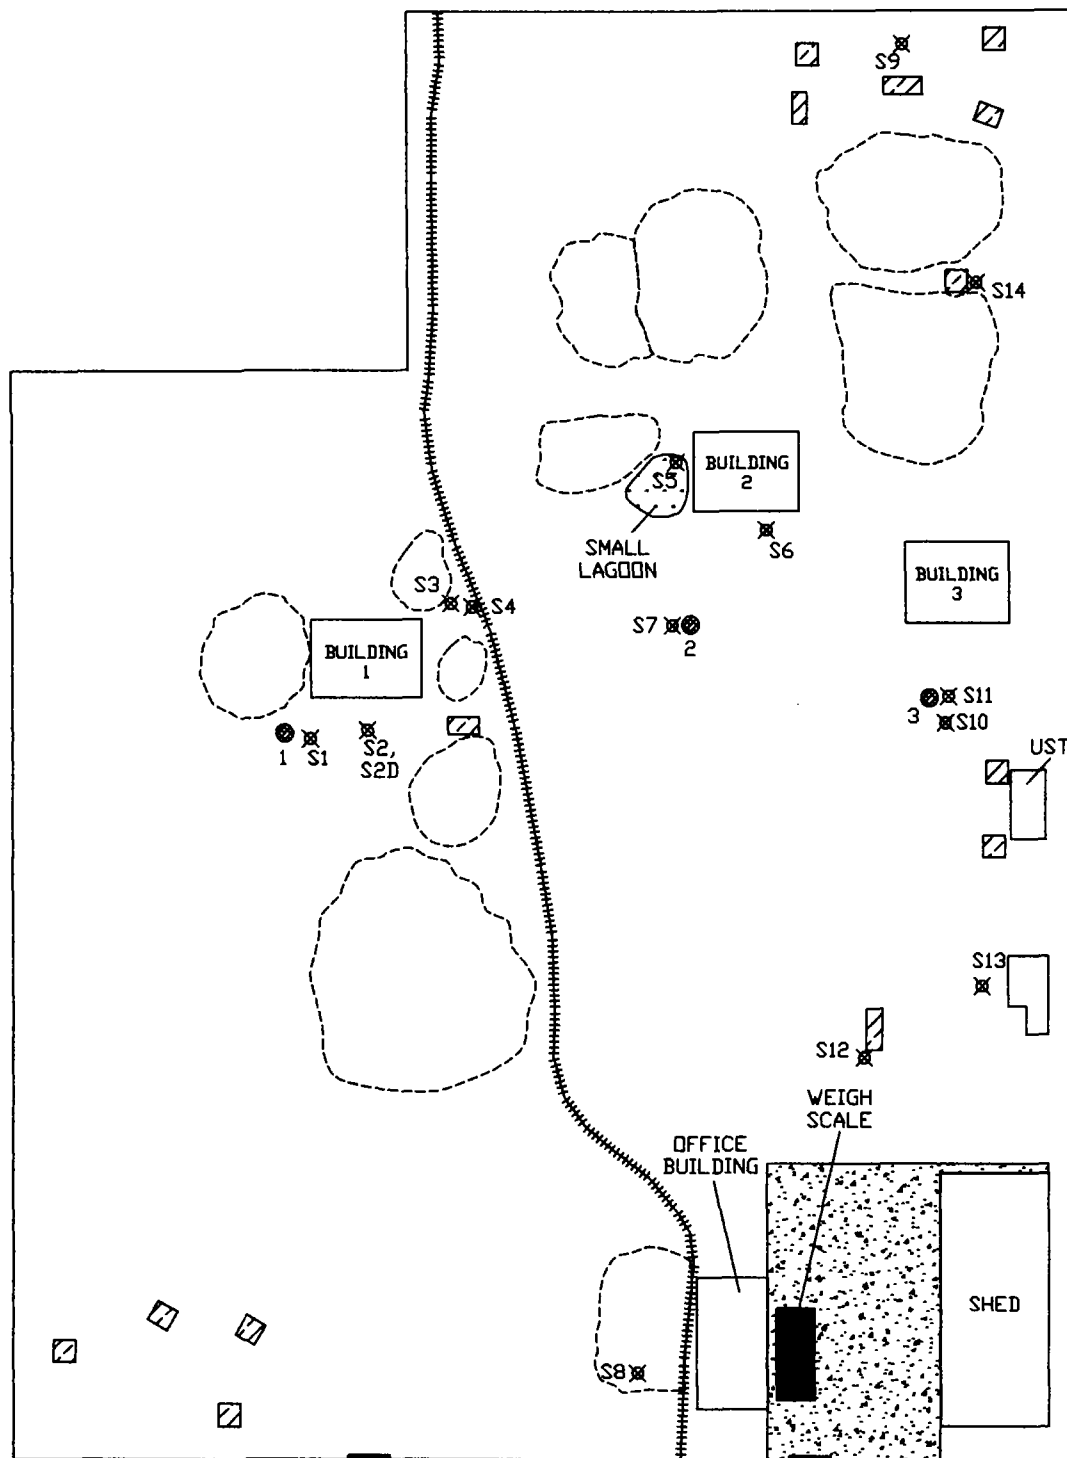 S9
S14
S5
BUILDING
2
SMALL
LAGOON
S6
BUILDING
3
S3
S4
S7
2
BUILDING
1
3
S11
S10
1
S1
S2,
S2D
UST
S13
S12
WEIGH
SCALE
OFFICE
BUILDING
SHED
S8